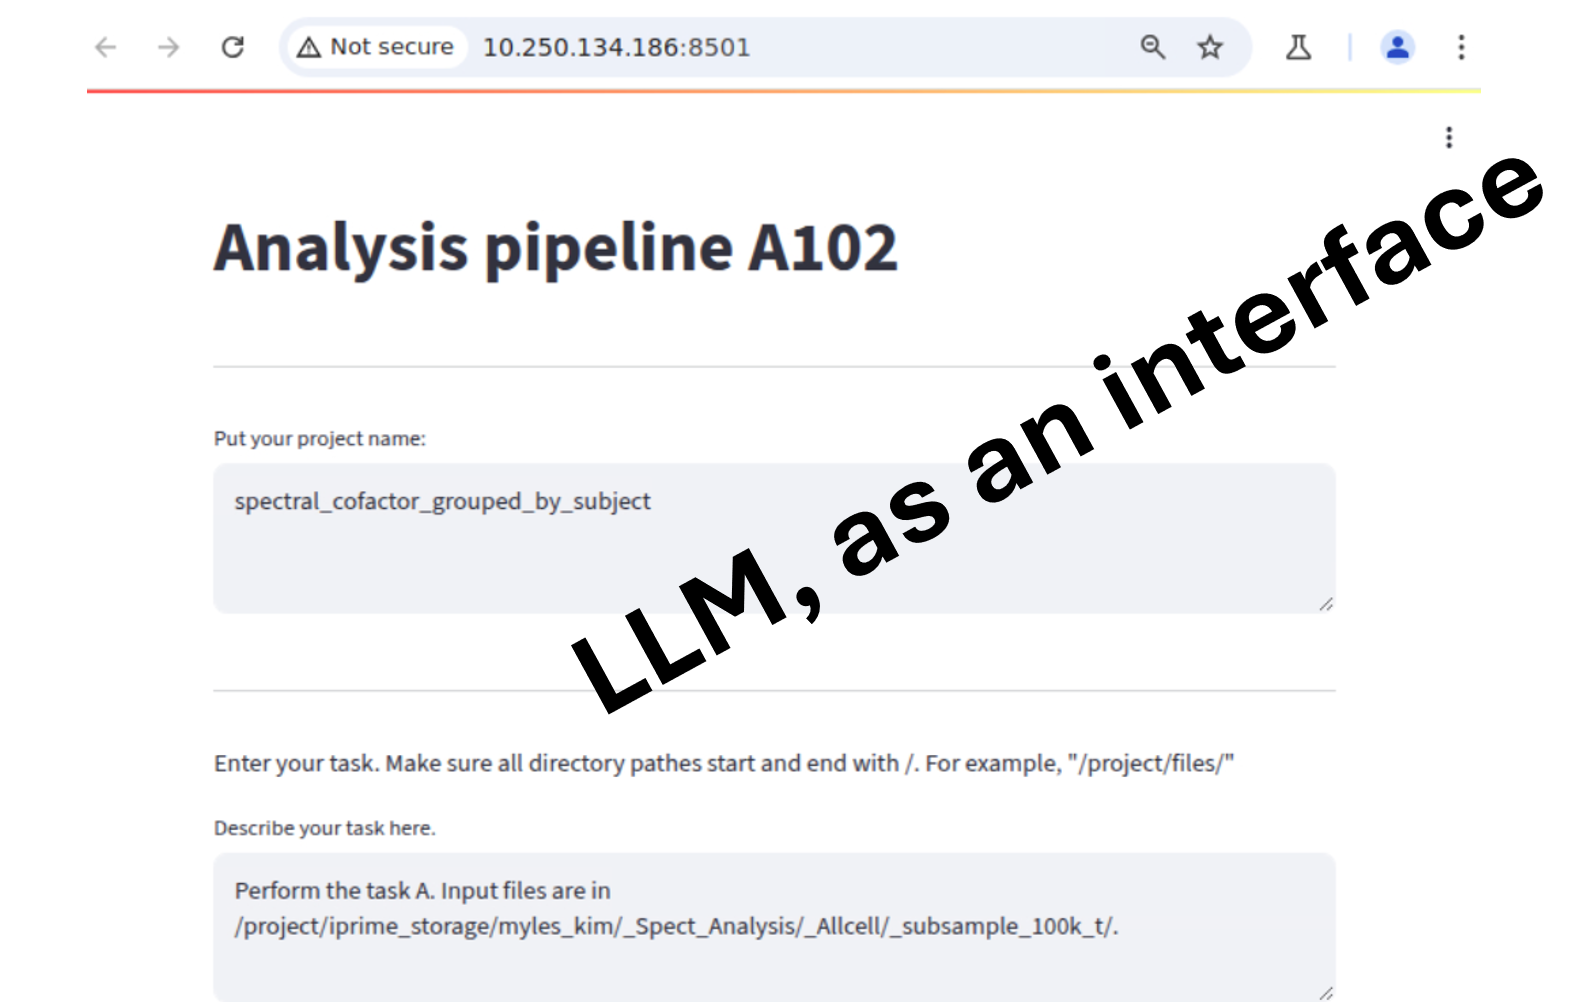 Not secure 10.250.134.186:8501
Analysis pipeline A102
LLM, as an interface
Put your project name:
spectral_cofactor_grouped_by_subject
Enter your task. Make sure all directory pathes start and end with /. For example, "/project/files/"
Describe your task here.
Perform the task A. Input files are in
/project/iprime_storage/myles_kim/_Spect_Analysis/_Allcell/_subsample_100k_t/.